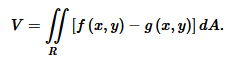 V = ∬_R [f (x, y) − g (x, y)] dA.